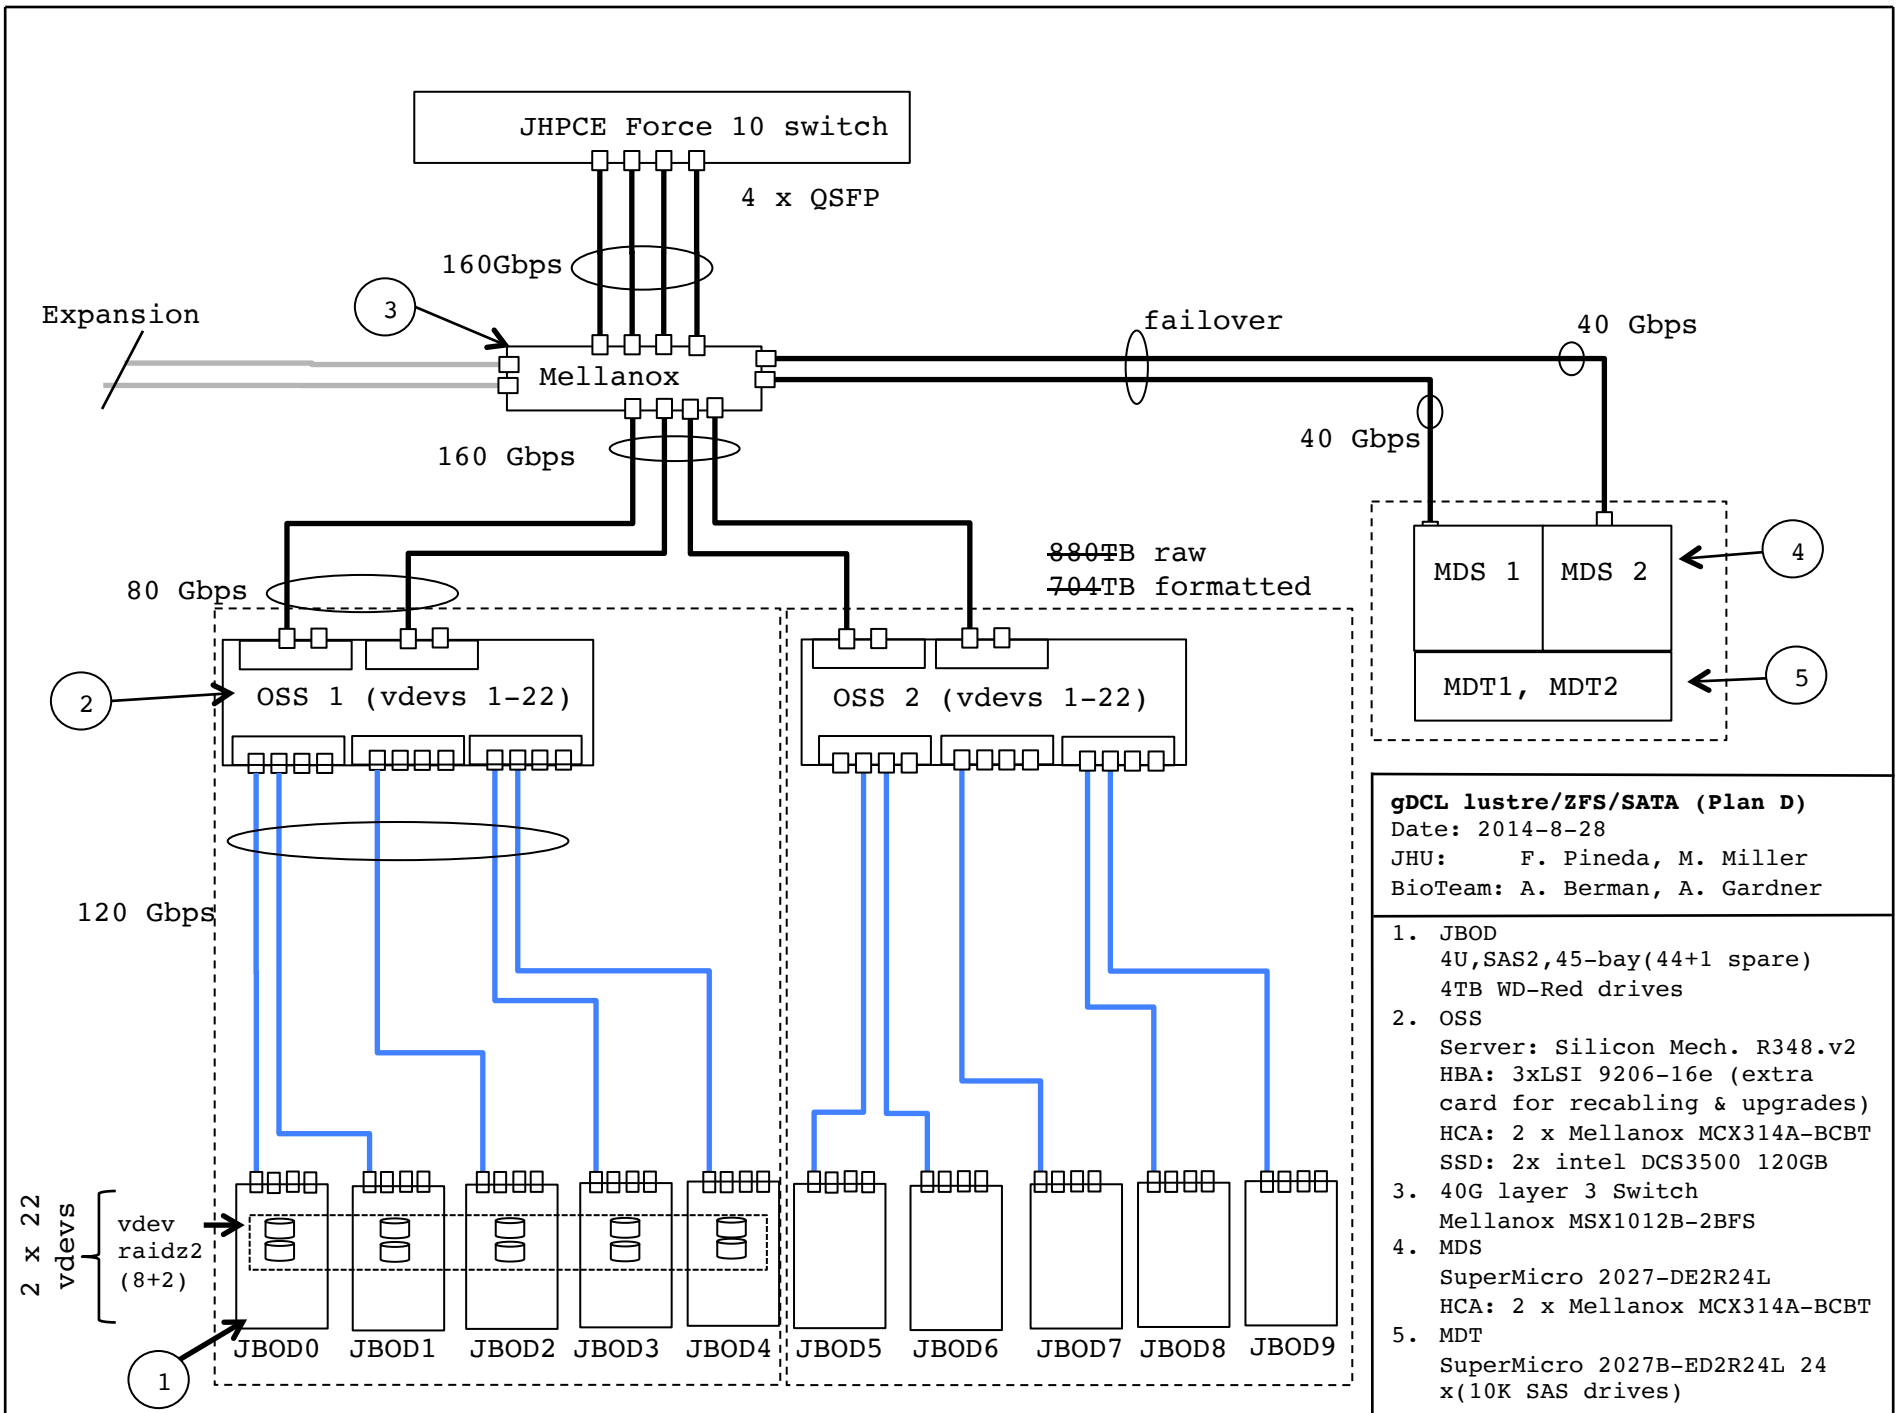 JHPCE Force 10 switch
4 x QSFP
160Gbps
3
Expansion
Mellanox
failover
40 Gbps
40 Gbps
160 Gbps
880TB raw
704TB formatted
80 Gbps
MDS 1
MDS 2
4
MDT1, MDT2
5
2
OSS 1 (vdevs 1-22)
OSS 2 (vdevs 1-22)
120 Gbps
2 x 22
vdevs
vdev
raidz2
(8+2)
JBOD0
JBOD1
JBOD2
JBOD3
JBOD4
JBOD5
JBOD6
JBOD7
JBOD8
JBOD9
1
gDCL lustre/ZFS/SATA (Plan D)
Date: 2014-8-28
JHU: F. Pineda, M. Miller
BioTeam: A. Berman, A. Gardner
1. JBOD
4U,SAS2,45-bay(44+1 spare)
4TB WD-Red drives
2. OSS
Server: Silicon Mech. R348.v2
HBA: 3xLSI 9206-16e (extra
card for recabling & upgrades)
HCA: 2 x Mellanox MCX314A-BCBT
SSD: 2x intel DCS3500 120GB
3. 40G layer 3 Switch
Mellanox MSX1012B-2BFS
4. MDS
SuperMicro 2027-DE2R24L
HCA: 2 x Mellanox MCX314A-BCBT
5. MDT
SuperMicro 2027B-ED2R24L 24
x(10K SAS drives)